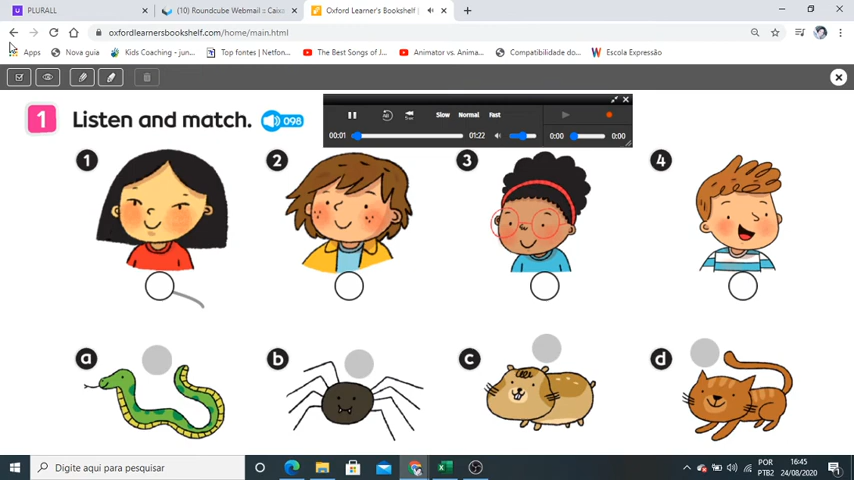 PLURALL
(10) Roundcube Webmail :: Caixa
Oxford Learner's Bookshelf |
oxfordlearnersbookshelf.com/home/main.html
Apps
Nova guia
Kids Coaching - jun...
Top fonttes | Netfon...
The Best Songs of J...
Animator vs. Anima...
Compatibilidade do...
Escola Expressão
1 Listen and match. 098
AB
Slow Normal Fast
00:01 01:22 0:00 0:00
1 2 3 4
a b c d
Digite aqui para pesquisar
POR
PTB2
16:45
24/08/2020
1